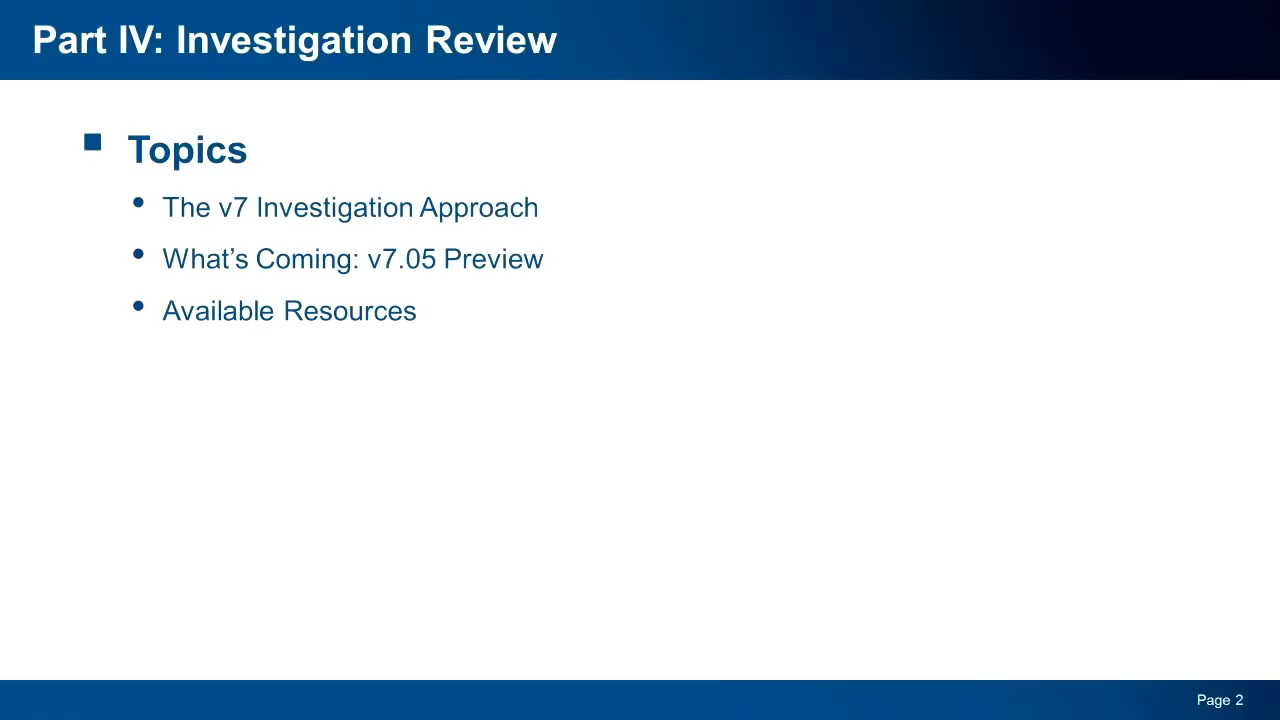 Part IV: Investigation Review
Topics
The v7 Investigation Approach
What’s Coming: v7.05 Preview
Available Resources
Page 2